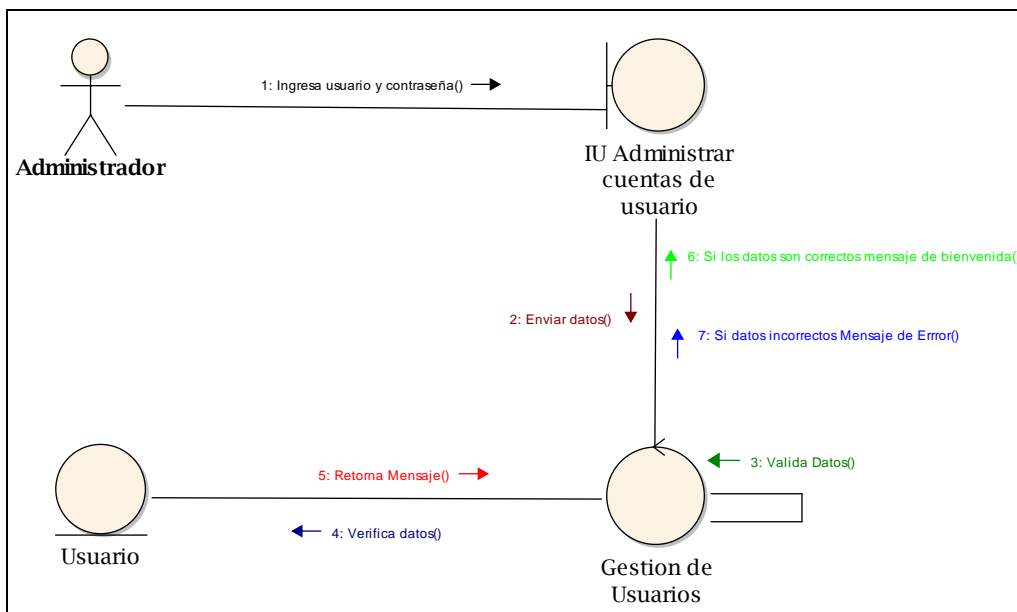 1: Ingresa usuario y contraseña()
Administrador
IU Administrar
cuentas de
usuario
6: Si los datos son correctos mensaje de bienvenida(
2: Enviar datos()
7: Si datos incorrectos Mensaje de Errror()
3: Valida Datos()
5: Retorna Mensaje()
4: Verifica datos()
Usuario
Gestion de
Usuarios